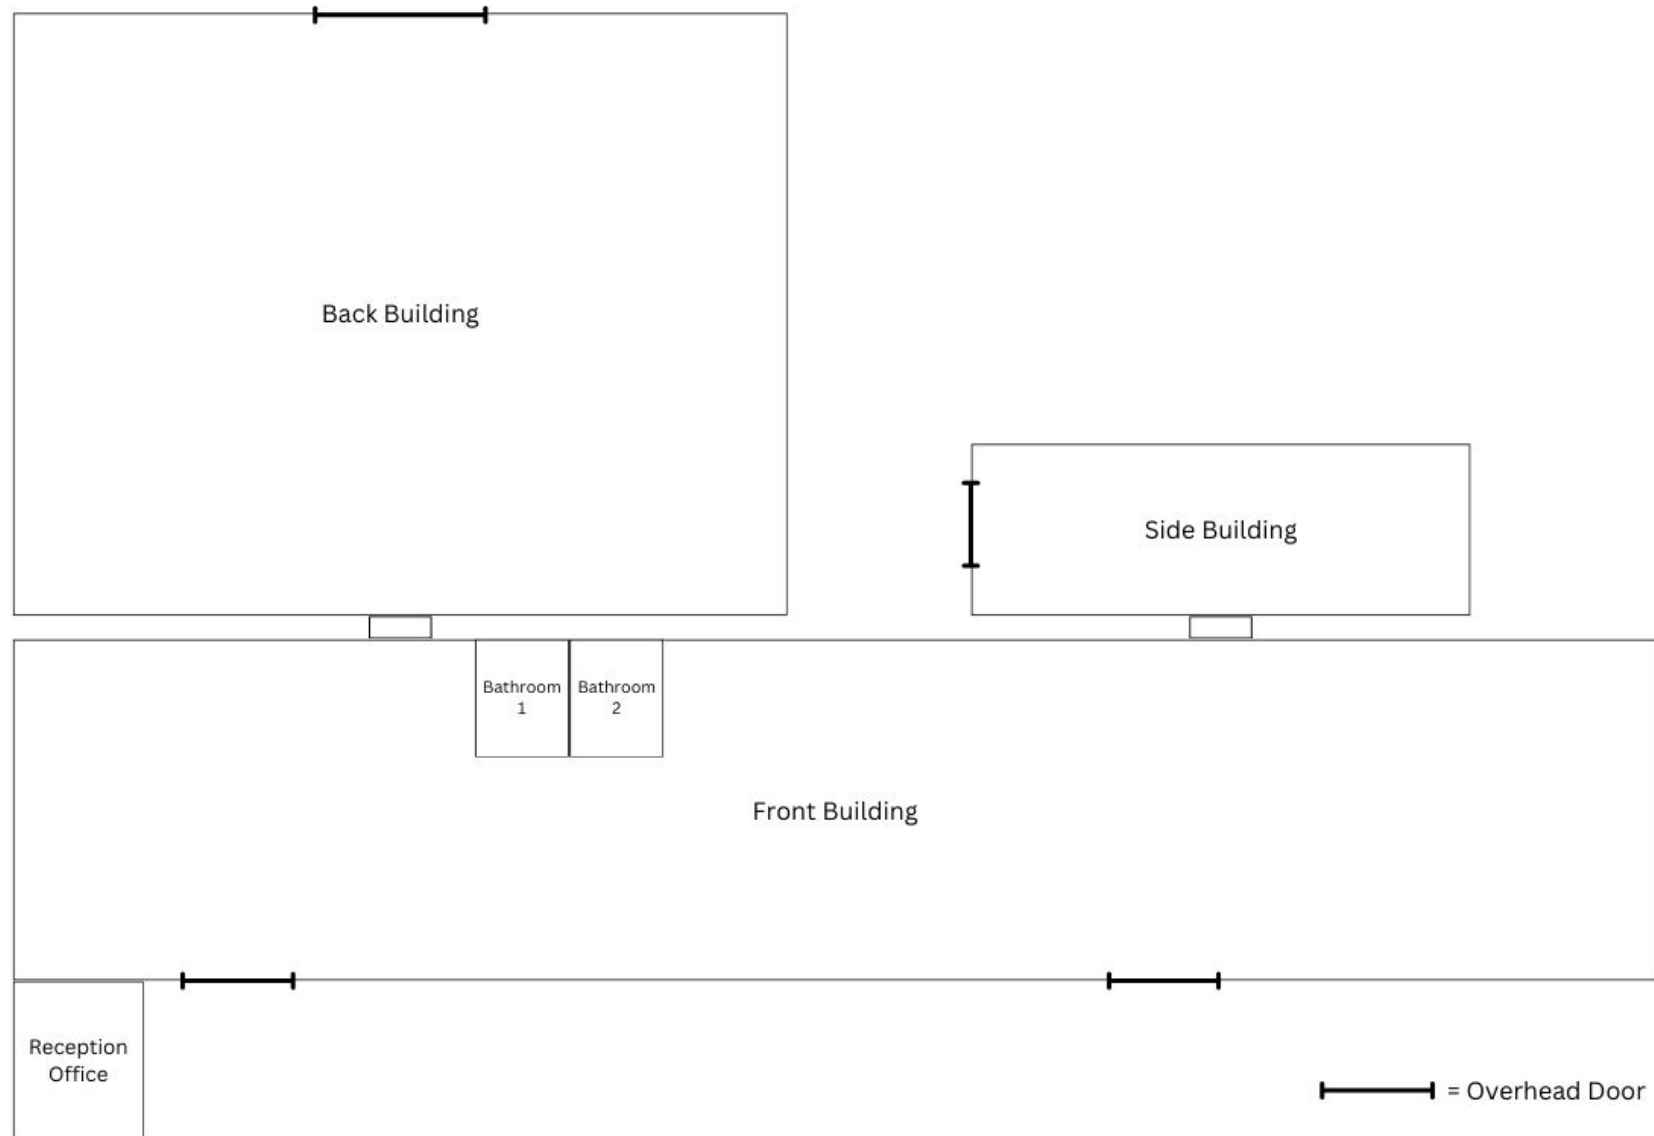 Back Building
Side Building
Bathroom
1
Bathroom
2
Front Building
Reception
Office
= Overhead Door